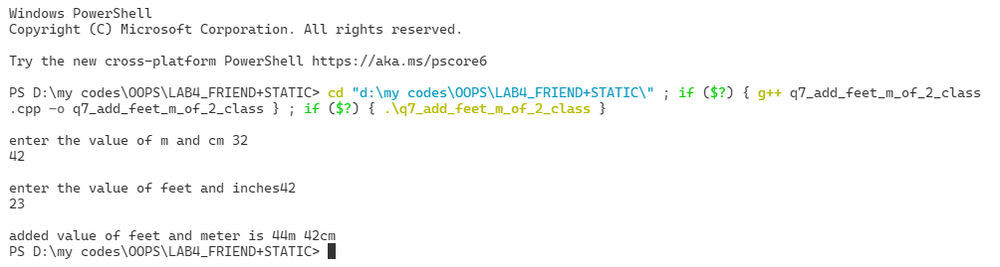 Windows PowerShell
Copyright (C) Microsoft Corporation. All rights reserved.
Try the new cross-platform PowerShell https://aka.ms/pscore6
PS D:\my codes\OOPS\LAB4_FRIEND+STATIC> cd "d:\my codes\OOPS\LAB4_FRIEND+STATIC\" ; if ($?) { g++ q7_add_feet_m_of_2_class
.cpp -o q7_add_feet_m_of_2_class } ; if ($?) { .\q7_add_feet_m_of_2_class }
enter the value of m and cm 32
42
enter the value of feet and inches42
23
added value of feet and meter is 44m 42cm
PS D:\my codes\OOPS\LAB4_FRIEND+STATIC>